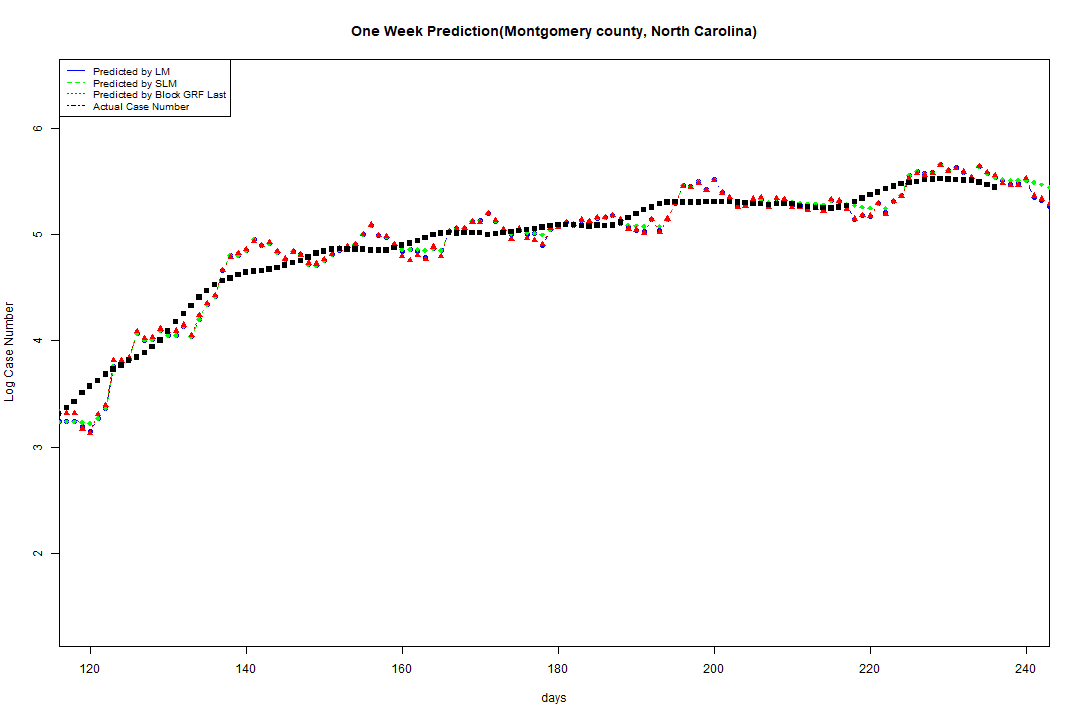 One Week Prediction(Montgomery county, North Carolina)
Predicted by LM
Predicted by SLM
Predicted by Block GRF Last
Actual Case Number
6
5
4
3
2
Log Case Number
120 140 160 180 200 220 240
days